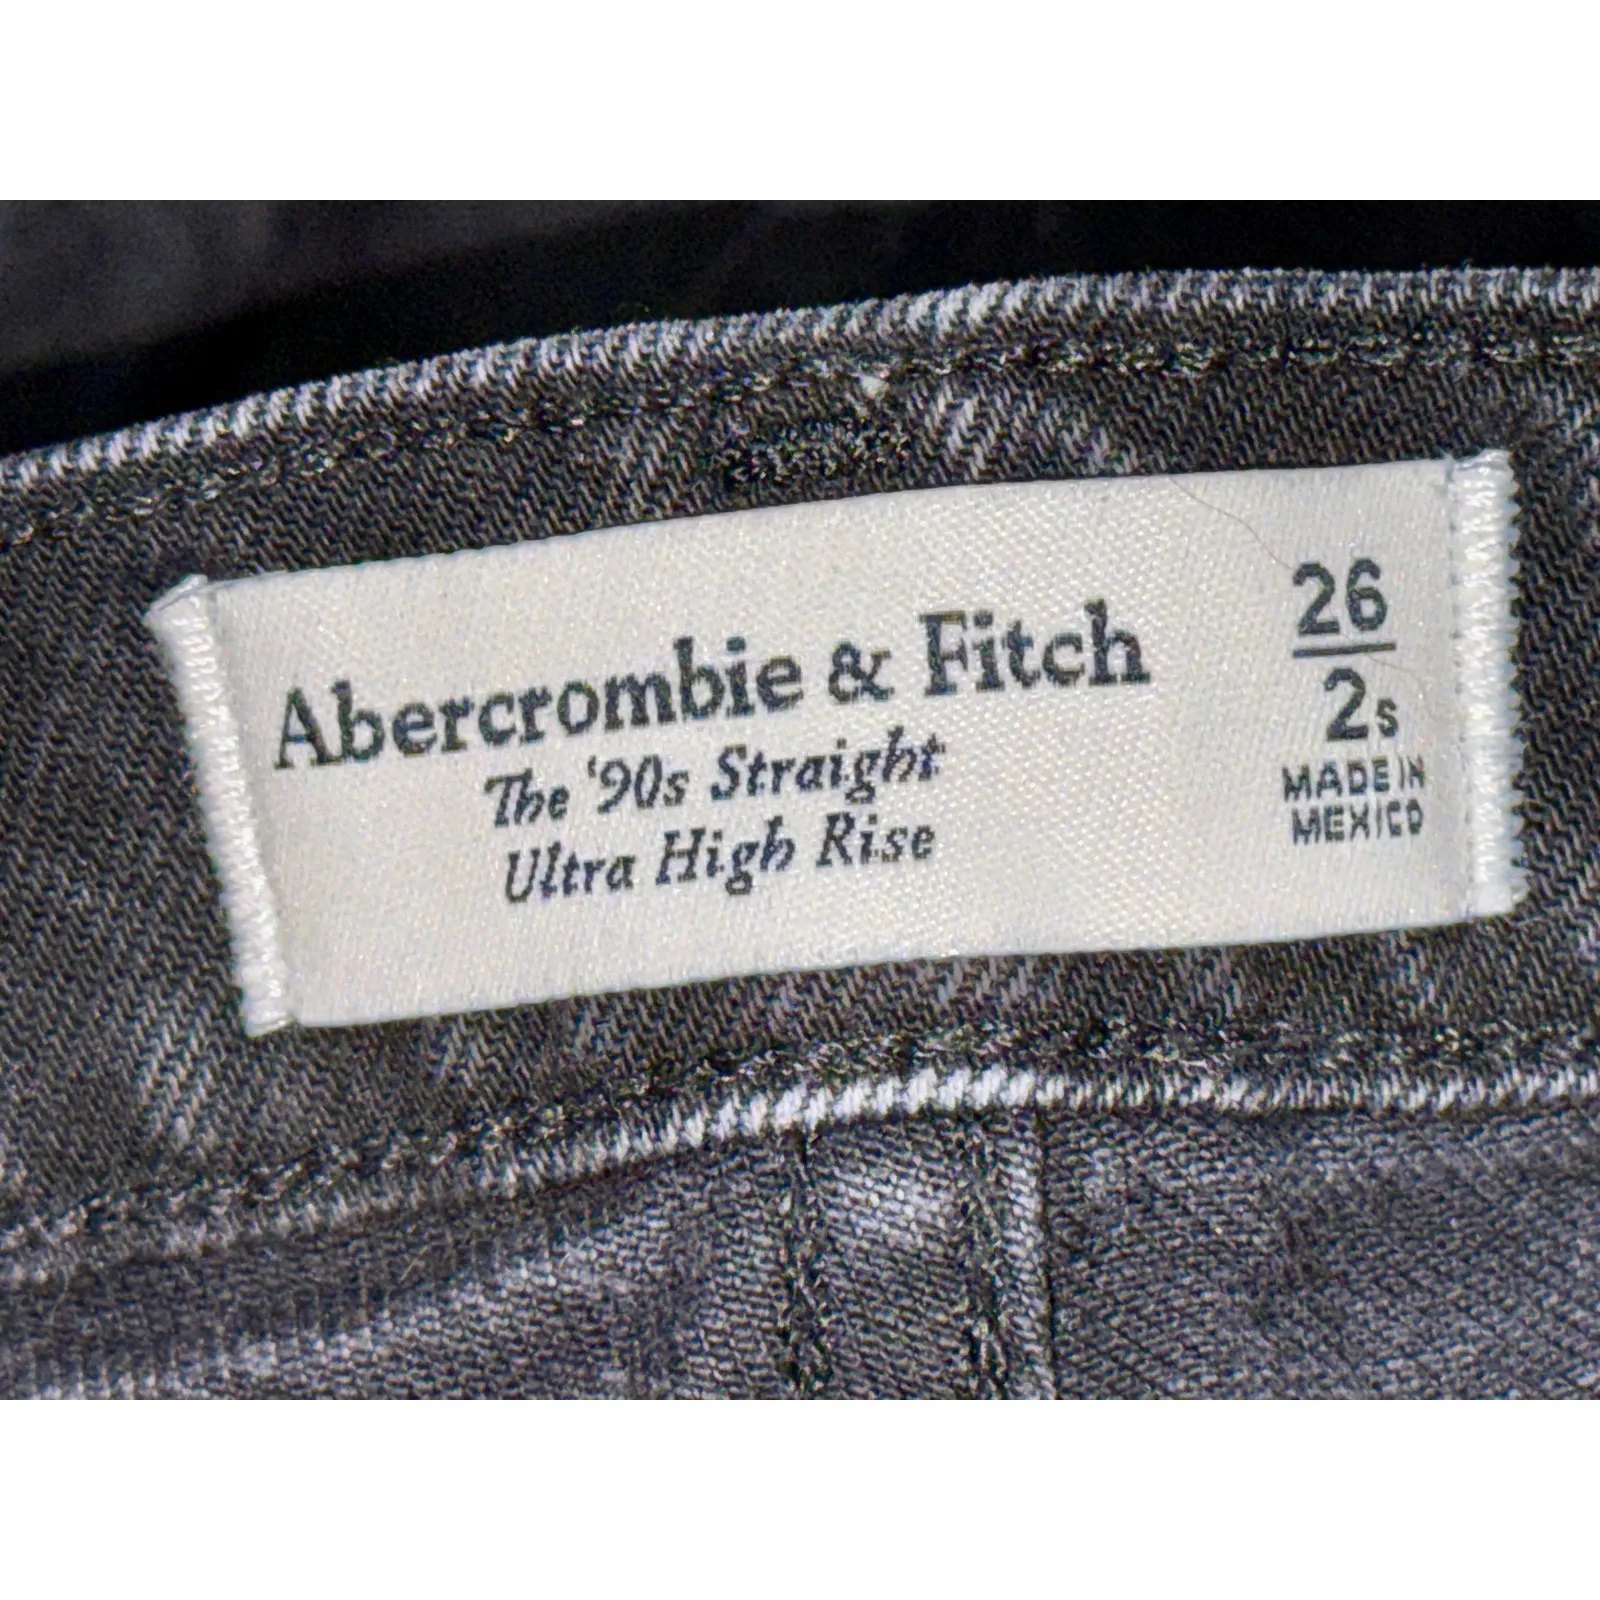 Abercrombie & Fitch
The '90s Straight
Ultra High Rise
26
2s
MADE IN
MEXICO